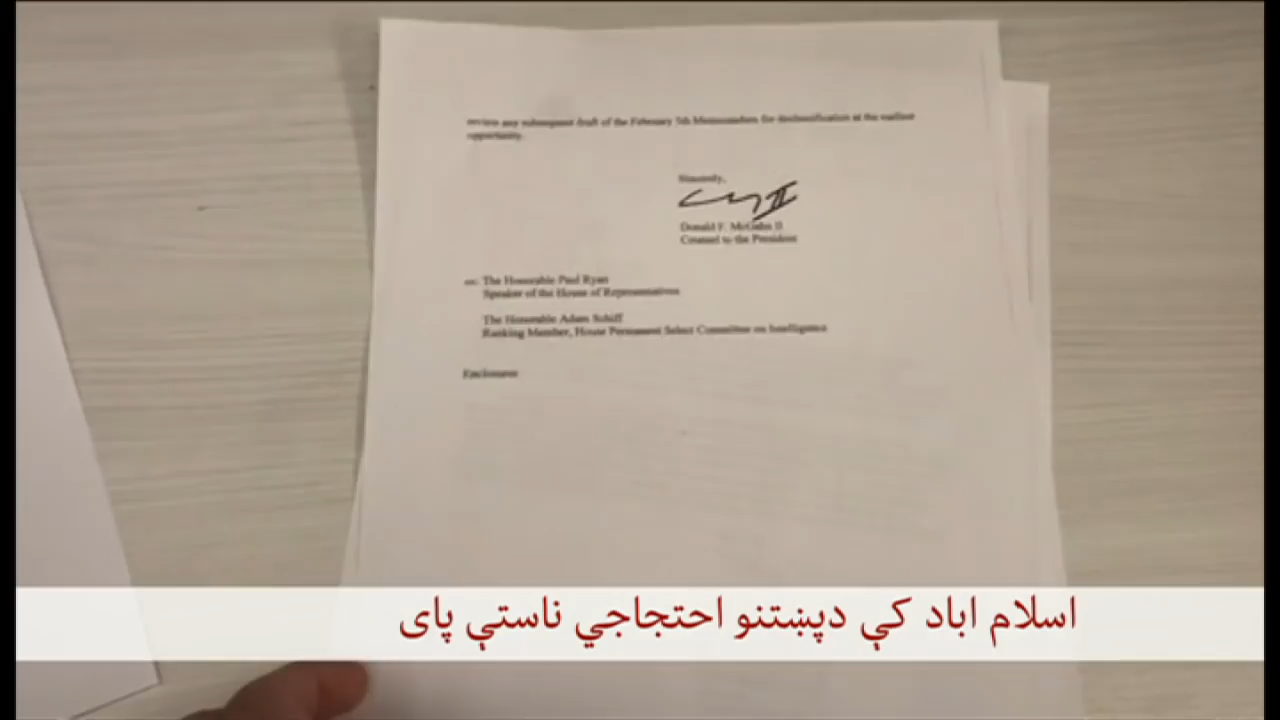 review any subsequent draft of the February 5th Memorandum for declassification at the earliest
opportunity.
Sincerely,
Donald F. McGahn II
Counsel to the President
cc: The Honorable Paul Ryan
Speaker of the House of Representatives
The Honorable Adam Schiff
Ranking Member, House Permanent Select Committee on Intelligence
Enclosure
اسلام اباد کې دپښتنو احتجاجي ناستې پای